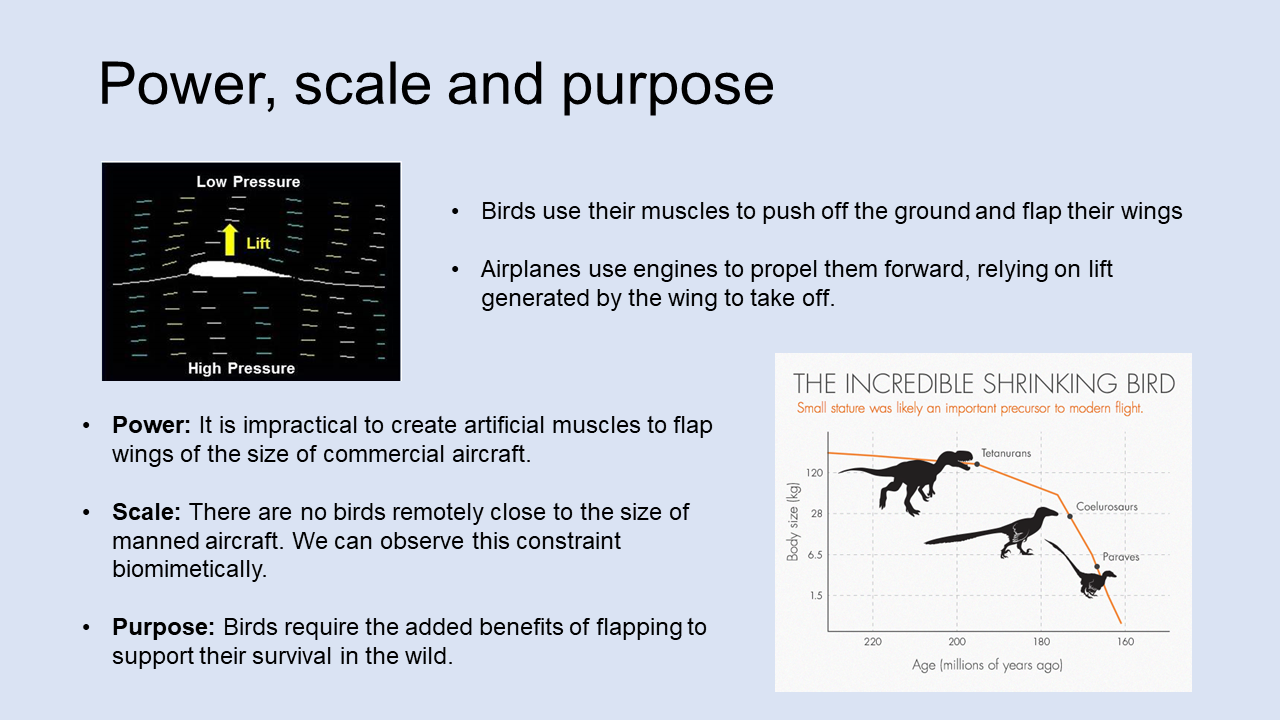 Power, scale and purpose
Low Pressure
Lift
High Pressure
• Birds use their muscles to push off the ground and flap their wings
• Airplanes use engines to propel them forward, relying on lift
generated by the wing to take off.
• Power: It is impractical to create artificial muscles to flap
wings of the size of commercial aircraft.
• Scale: There are no birds remotely close to the size of
manned aircraft. We can observe this constraint
biomimetically.
• Purpose: Birds require the added benefits of flapping to
support their survival in the wild.
THE INCREDIBLE SHRINKING BIRD
Small stature was likely an important precursor to modern flight.
Tetanurans
120
Coelurosaurs
28
Body size (kg)
Paraves
6.5
1.5
220 200 180 160
Age (millions of years ago)